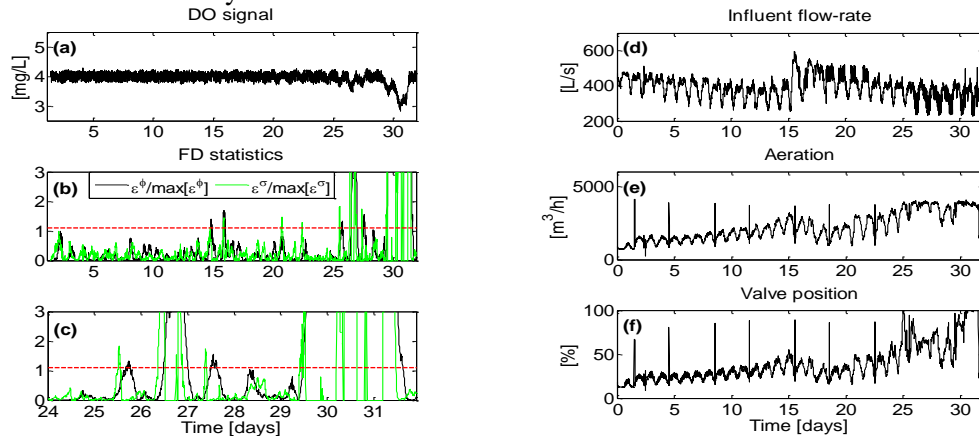 DO signal
(a)
[mg/L]
5
4
3
5 10 15 20 25 30
FD statistics
(b)
ε^ϕ/max[ε^ϕ] ε^σ/max[ε^σ]
3
2
1
0
5 10 15 20 25 30
(c)
3
2
1
0
24 25 26 27 28 29 30 31
Time [days]
Influent flow-rate
(d)
[L/s]
600
400
200
0 5 10 15 20 25 30
Aeration
(e)
[m³/h]
5000
0
0 5 10 15 20 25 30
Valve position
(f)
[%]
100
50
0
0 5 10 15 20 25 30
Time [days]